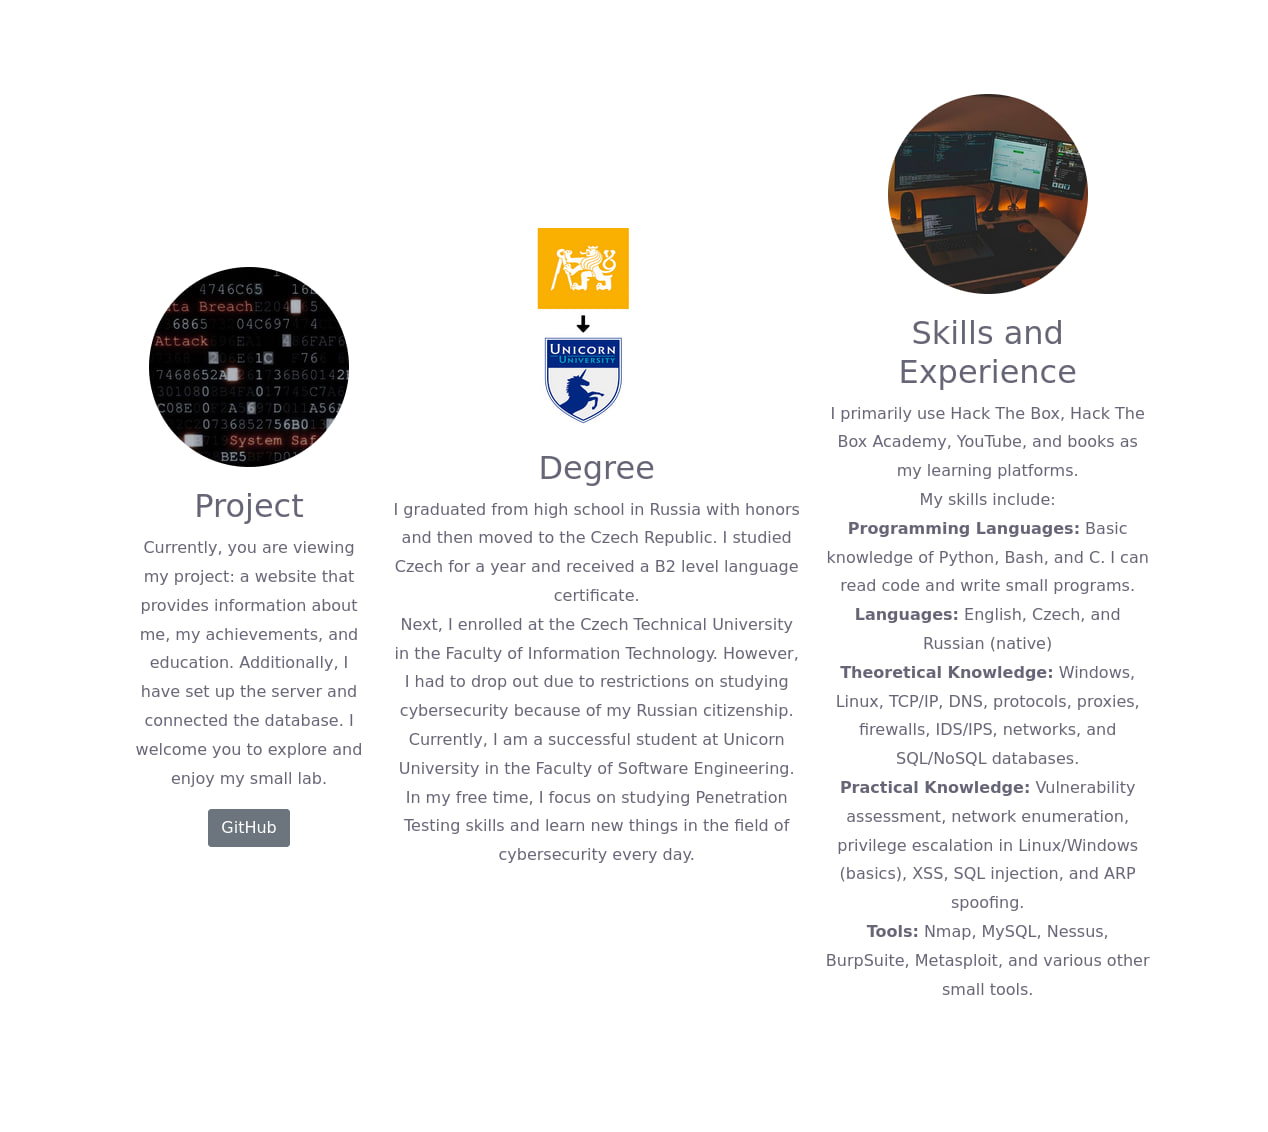 4746C65 16
ta Breach E204 5
6865 04C697 4
Attack 36FAF6
06E61C 76
7468652A 1 36B60142
0736852756B0
System Saf
BE5
Project
Currently, you are viewing
my project: a website that
provides information about
me, my achievements, and
education. Additionally, I
have set up the server and
connected the database. I
welcome you to explore and
enjoy my small lab.
GitHub
UNICORN
UNIVERSITY
Degree
I graduated from high school in Russia with honors
and then moved to the Czech Republic. I studied
Czech for a year and received a B2 level language
certificate.
Next, I enrolled at the Czech Technical University
in the Faculty of Information Technology. However,
I had to drop out due to restrictions on studying
cybersecurity because of my Russian citizenship.
Currently, I am a successful student at Unicorn
University in the Faculty of Software Engineering.
In my free time, I focus on studying Penetration
Testing skills and learn new things in the field of
cybersecurity every day.
Skills and
Experience
I primarily use Hack The Box, Hack The
Box Academy, YouTube, and books as
my learning platforms.
My skills include:
Programming Languages: Basic
knowledge of Python, Bash, and C. I can
read code and write small programs.
Languages: English, Czech, and
Russian (native)
Theoretical Knowledge: Windows,
Linux, TCP/IP, DNS, protocols, proxies,
firewalls, IDS/IPS, networks, and
SQL/NoSQL databases.
Practical Knowledge: Vulnerability
assessment, network enumeration,
privilege escalation in Linux/Windows
(basics), XSS, SQL injection, and ARP
spoofing.
Tools: Nmap, MySQL, Nessus,
BurpSuite, Metasploit, and various other
small tools.